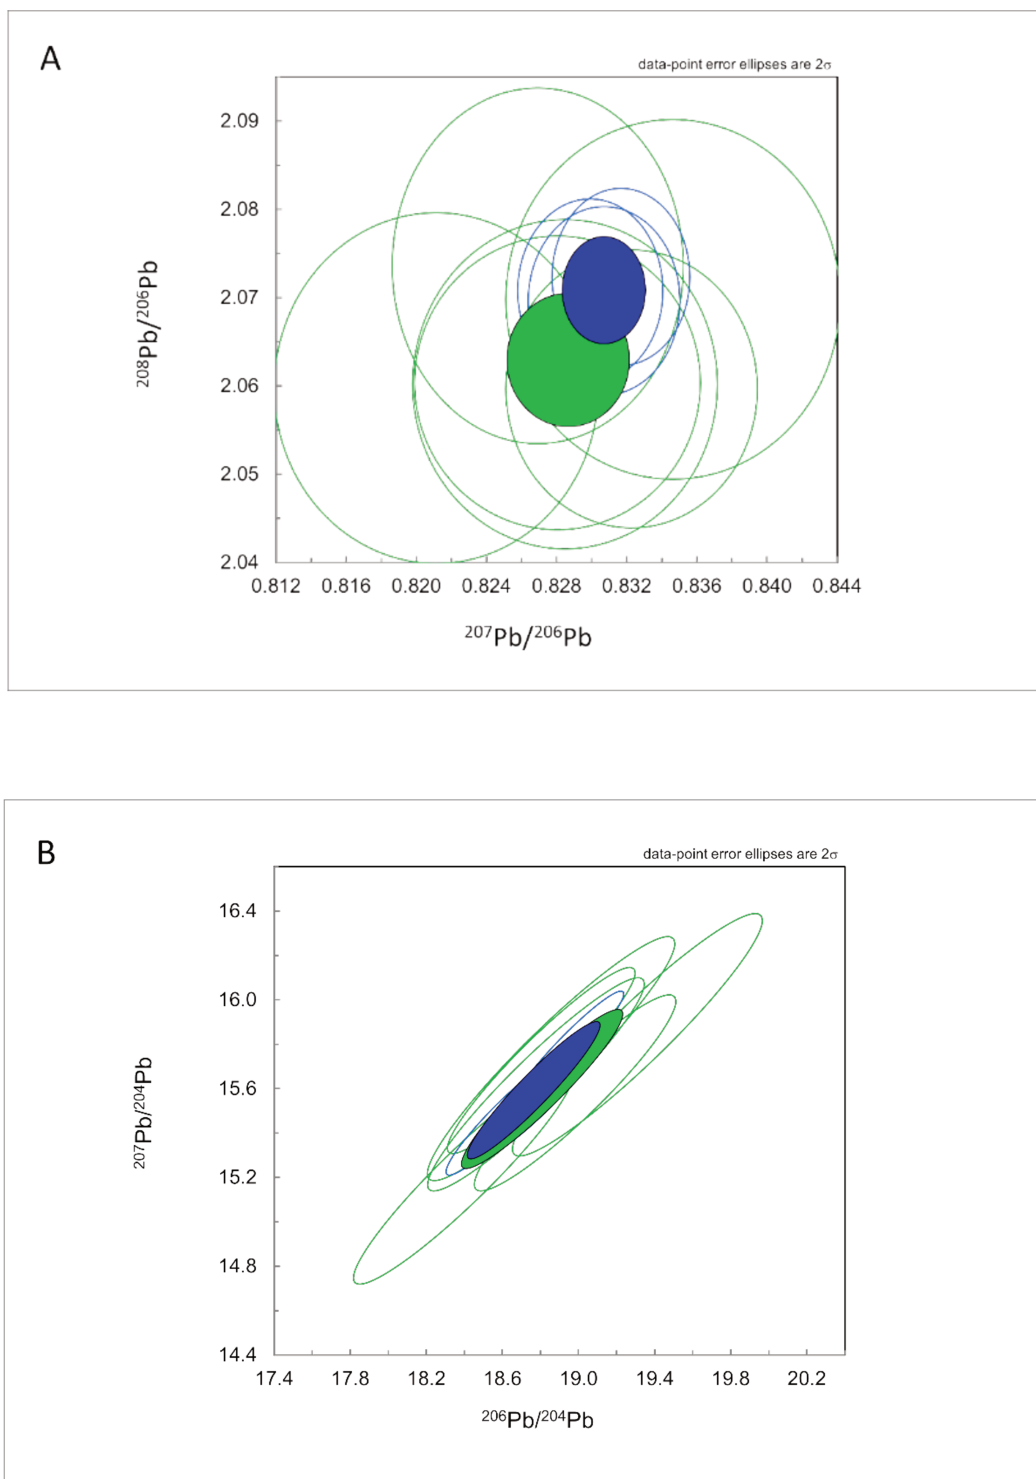 A
data-point error ellipses are 2σ
2.09
2.08
2.07
2.06
2.05
2.04
²⁰⁸Pb/²⁰⁶Pb
0.812 0.816 0.820 0.824 0.828 0.832 0.836 0.840 0.844
²⁰⁷Pb/²⁰⁶Pb
B
data-point error ellipses are 2σ
16.4
16.0
15.6
15.2
14.8
14.4
²⁰⁷Pb/²⁰⁴Pb
17.4 17.8 18.2 18.6 19.0 19.4 19.8 20.2
²⁰⁶Pb/²⁰⁴Pb